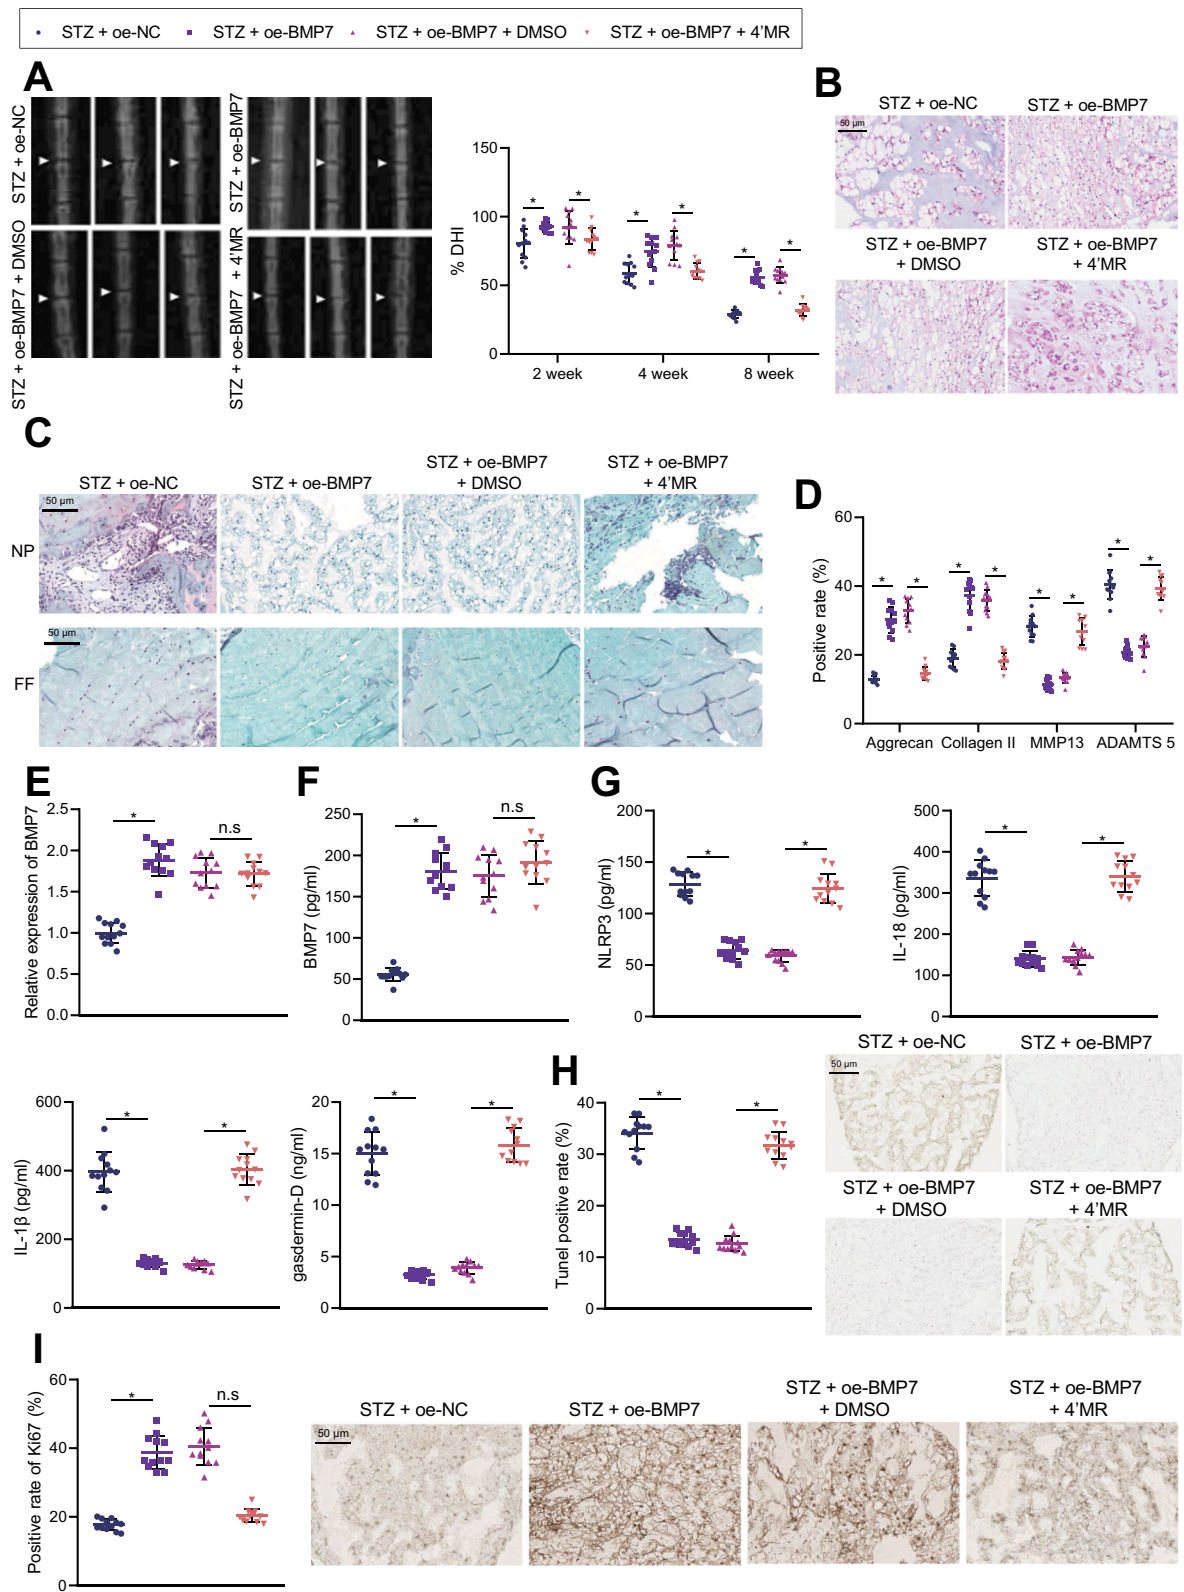 STZ + oe-NC STZ + oe-BMP7 STZ + oe-BMP7 + DMSO STZ + oe-BMP7 + 4'MR
A
STZ + oe-NC
STZ + oe-BMP7
STZ + oe-BMP7 + DMSO
STZ + oe-BMP7 + 4'MR
% DHI
150
100
50
0
* * * * * *
2 week 4 week 8 week
B
STZ + oe-NC STZ + oe-BMP7
50 µm
STZ + oe-BMP7
+ DMSO
STZ + oe-BMP7
+ 4'MR
C
STZ + oe-NC
STZ + oe-BMP7
STZ + oe-BMP7
+ DMSO
STZ + oe-BMP7
+ 4'MR
NP
50 µm
FF
50 µm
D
Positive rate (%)
60
40
20
0
* * * * * * * *
Aggrecan Collagen II MMP13 ADAMTS 5
E
Relative expression of BMP7
2.5
2.0
1.5
1.0
0.5
0.0
* n.s
F
BMP7 (pg/ml)
250
200
150
100
50
0
* n.s
G
NLRP3 (pg/ml)
200
150
100
50
0
* *
IL-18 (pg/ml)
500
400
300
200
100
0
* *
IL-1β (pg/ml)
600
400
200
0
* *
gasdermin-D (ng/ml)
20
15
10
5
0
* *
H
Tunel positive rate (%)
40
30
20
10
0
* *
STZ + oe-NC STZ + oe-BMP7
50 µm
STZ + oe-BMP7
+ DMSO
STZ + oe-BMP7
+ 4'MR
I
Positive rate of Ki67 (%)
60
40
20
0
* n.s
STZ + oe-NC
50 µm
STZ + oe-BMP7
STZ + oe-BMP7
+ DMSO
STZ + oe-BMP7
+ 4'MR